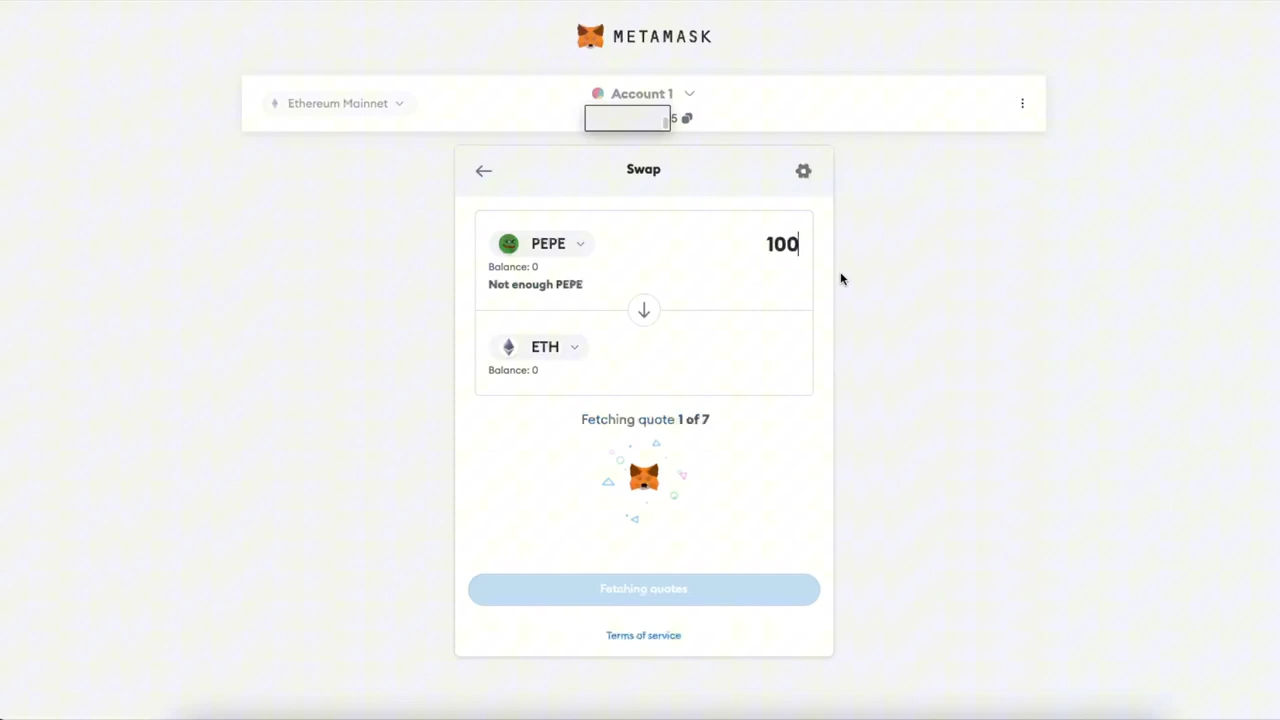 METAMASK
Ethereum Mainnet
Account 1
5
Swap
PEPE
100
Balance: 0
Not enough PEPE
ETH
Balance: 0
Fetching quote 1 of 7
Fetching quotes
Terms of service